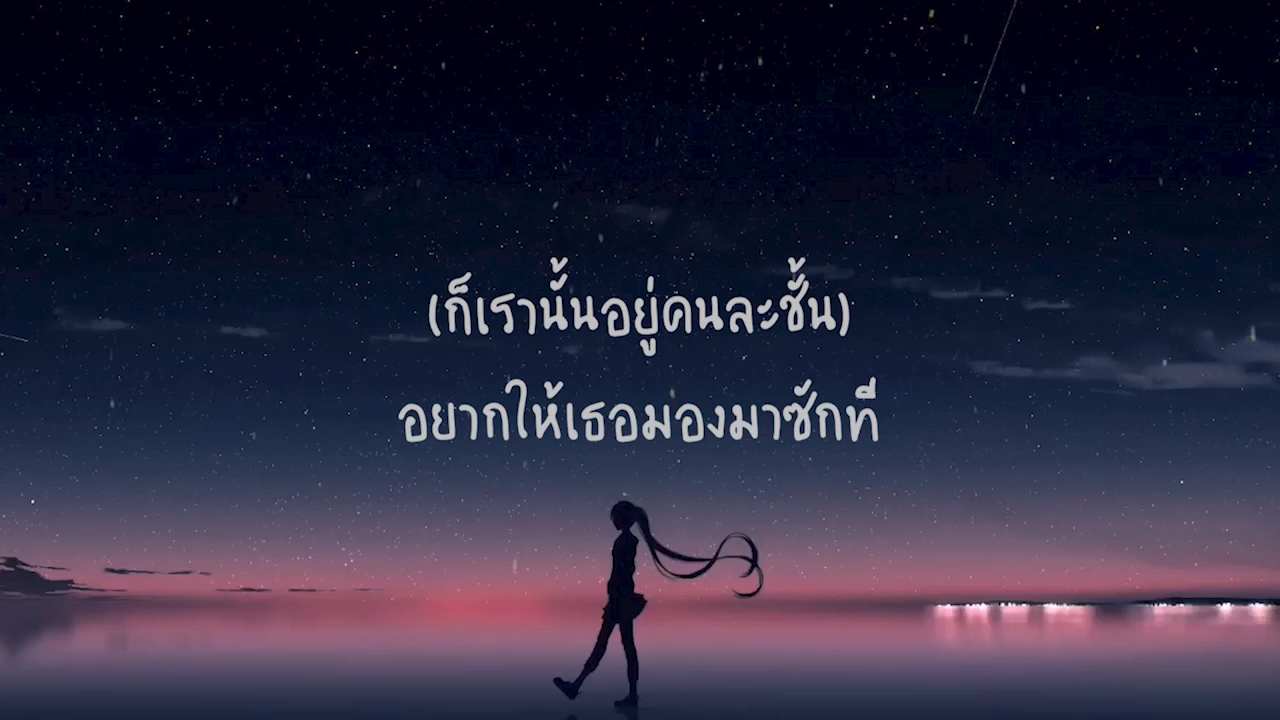 (ก็เรานั้นอยู่คนละชั้น)
อยากให้เธอมองมาซักที